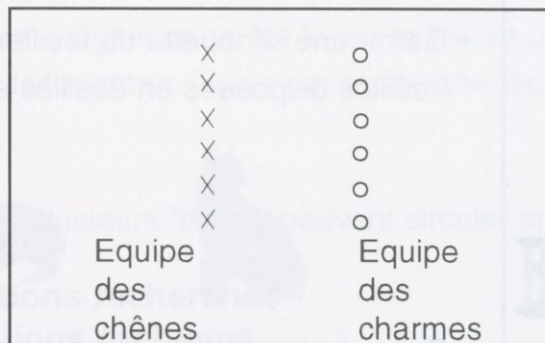 X O
X O
X O
X O
X O
X O
Equipe Equipe
des des
chênes charmes